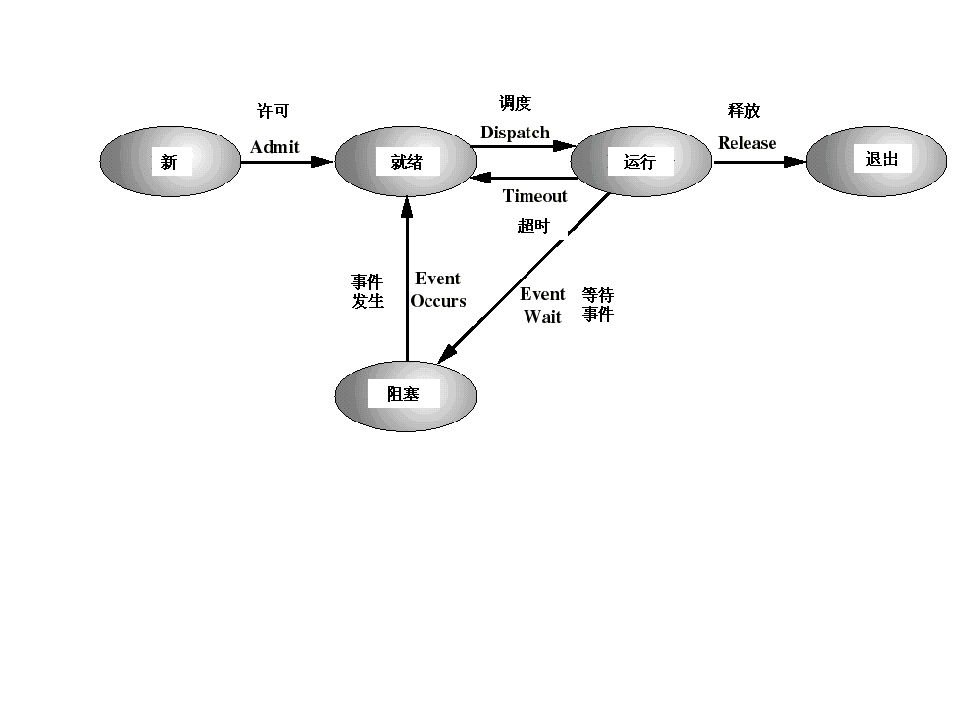 许可
调度
释放
Admit
Dispatch
Release
新
就绪
运行
退出
Timeout
超时
事件
发生
Event
Occurs
Event
Wait
等待
事件
阻塞